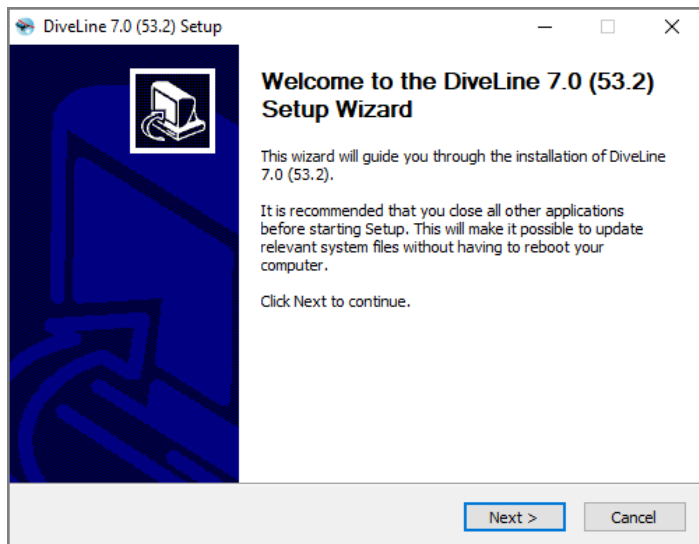 DiveLine 7.0 (53.2) Setup
Welcome to the DiveLine 7.0 (53.2)
Setup Wizard
This wizard will guide you through the installation of DiveLine
7.0 (53.2).
It is recommended that you close all other applications
before starting Setup. This will make it possible to update
relevant system files without having to reboot your
computer.
Click Next to continue.
Next >
Cancel